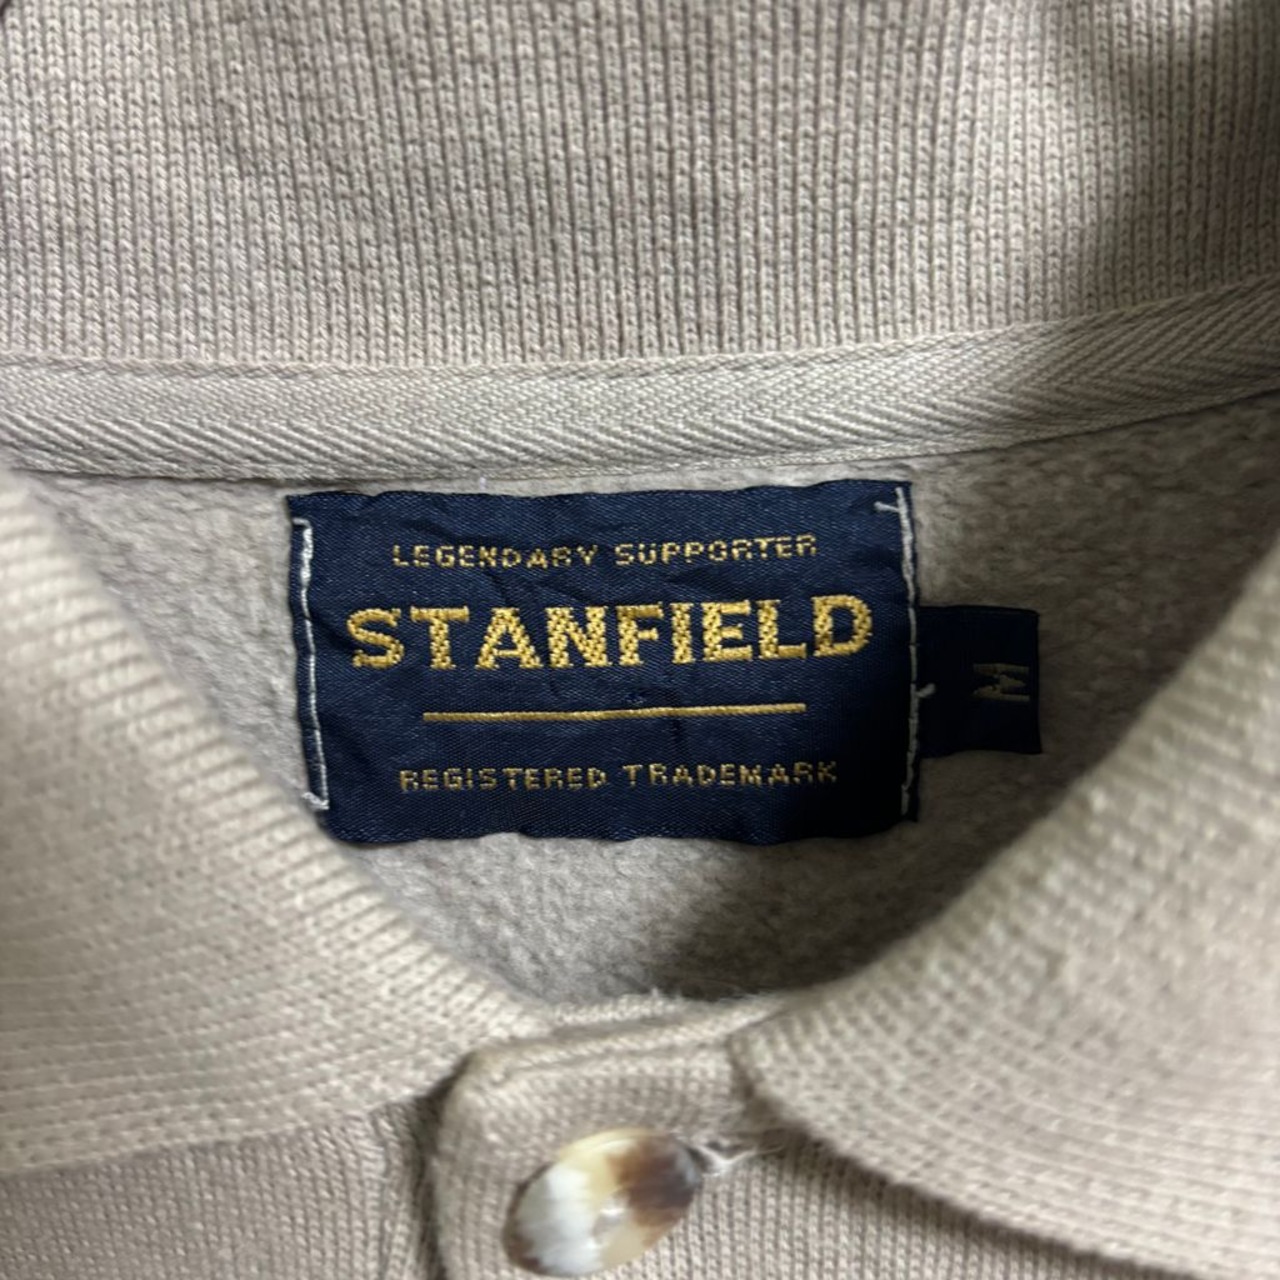 LEGENDARY SUPPORTER
STANFIELD
REGISTERED TRADEMARK
M